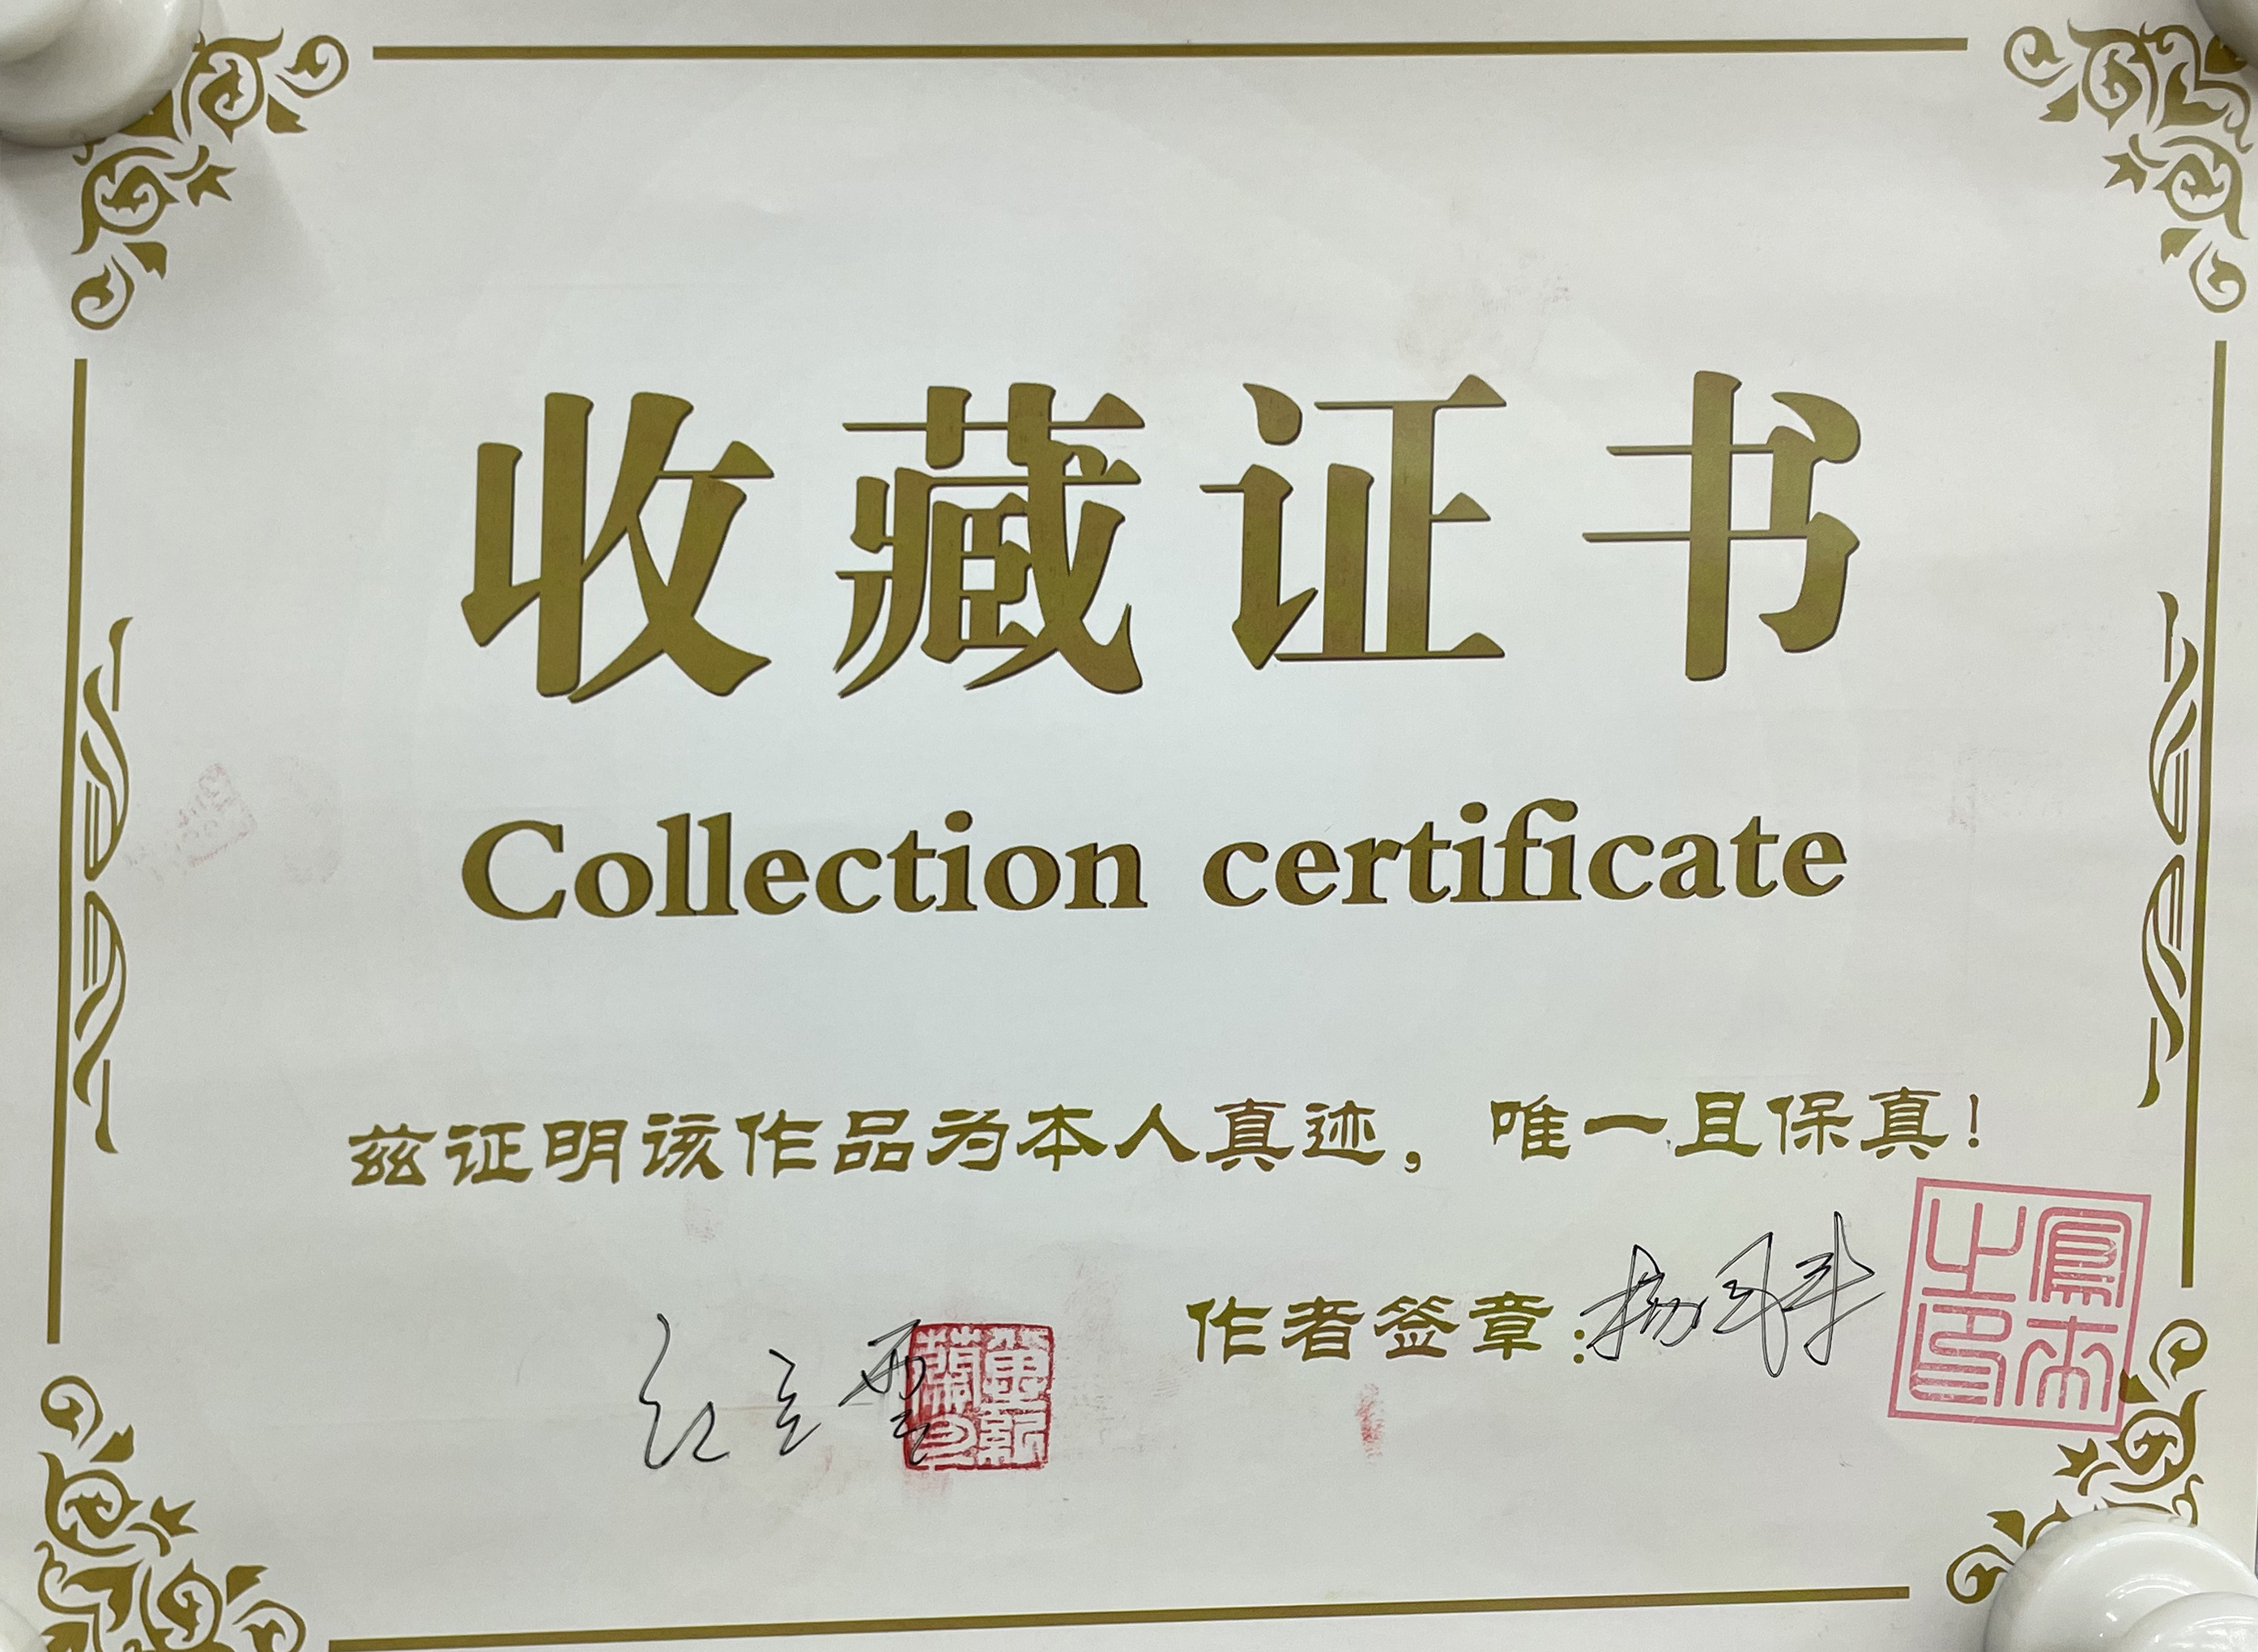 收藏证书
Collection certificate
兹证明该作品为本人真迹，唯一且保真！
作者签章：